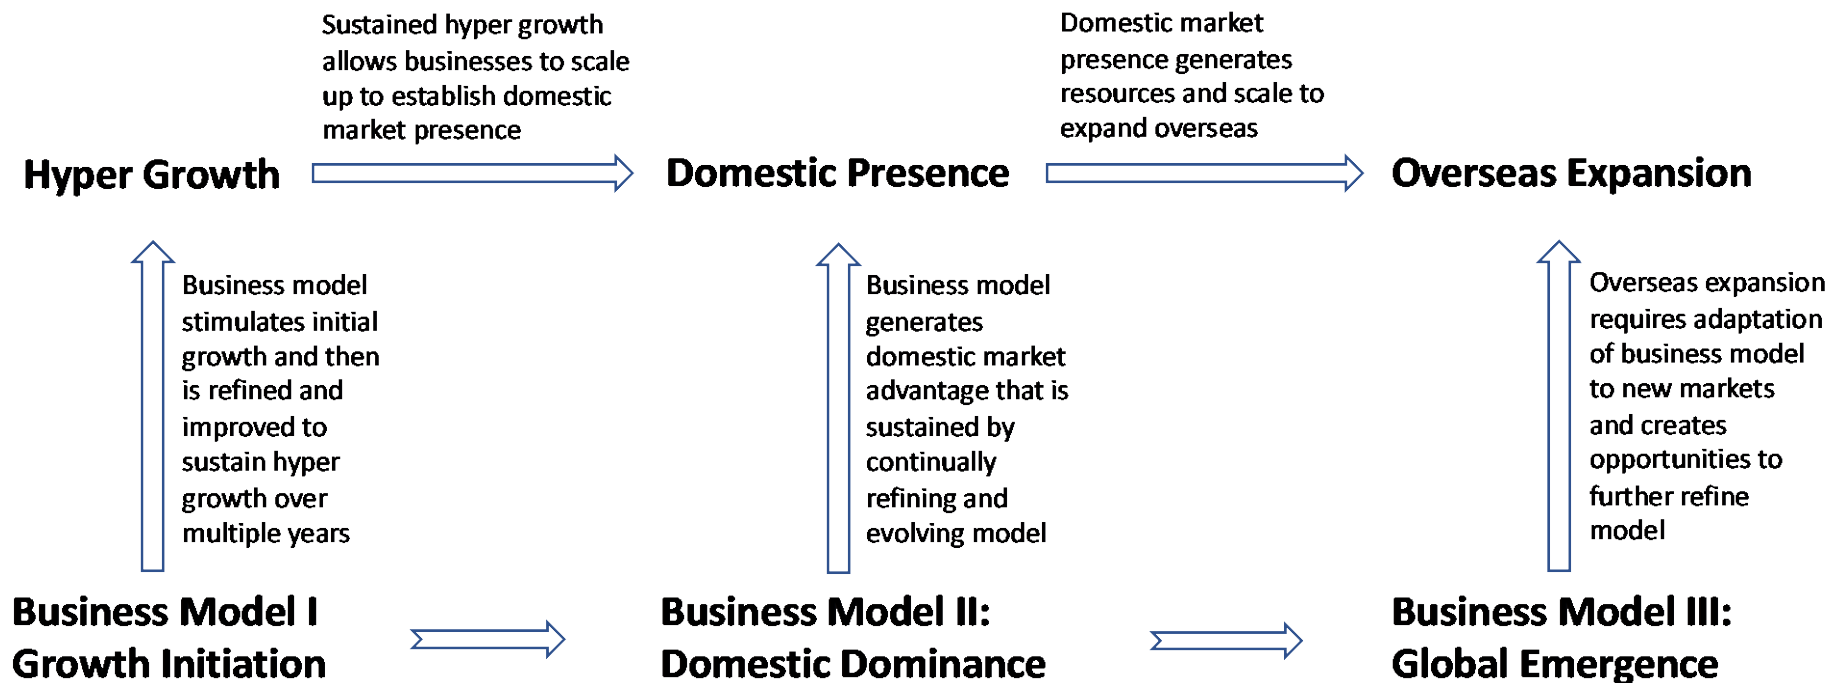 Sustained hyper growth
allows businesses to scale
up to establish domestic
market presence
Domestic market
presence generates
resources and scale to
expand overseas
Hyper Growth
Domestic Presence
Overseas Expansion
Business model
stimulates initial
growth and then
is refined and
improved to
sustain hyper
growth over
multiple years
Business model
generates
domestic market
advantage that is
sustained by
continually
refining and
evolving model
Overseas expansion
requires adaptation
of business model
to new markets
and creates
opportunities to
further refine
model
Business Model I
Growth Initiation
Business Model II:
Domestic Dominance
Business Model III:
Global Emergence